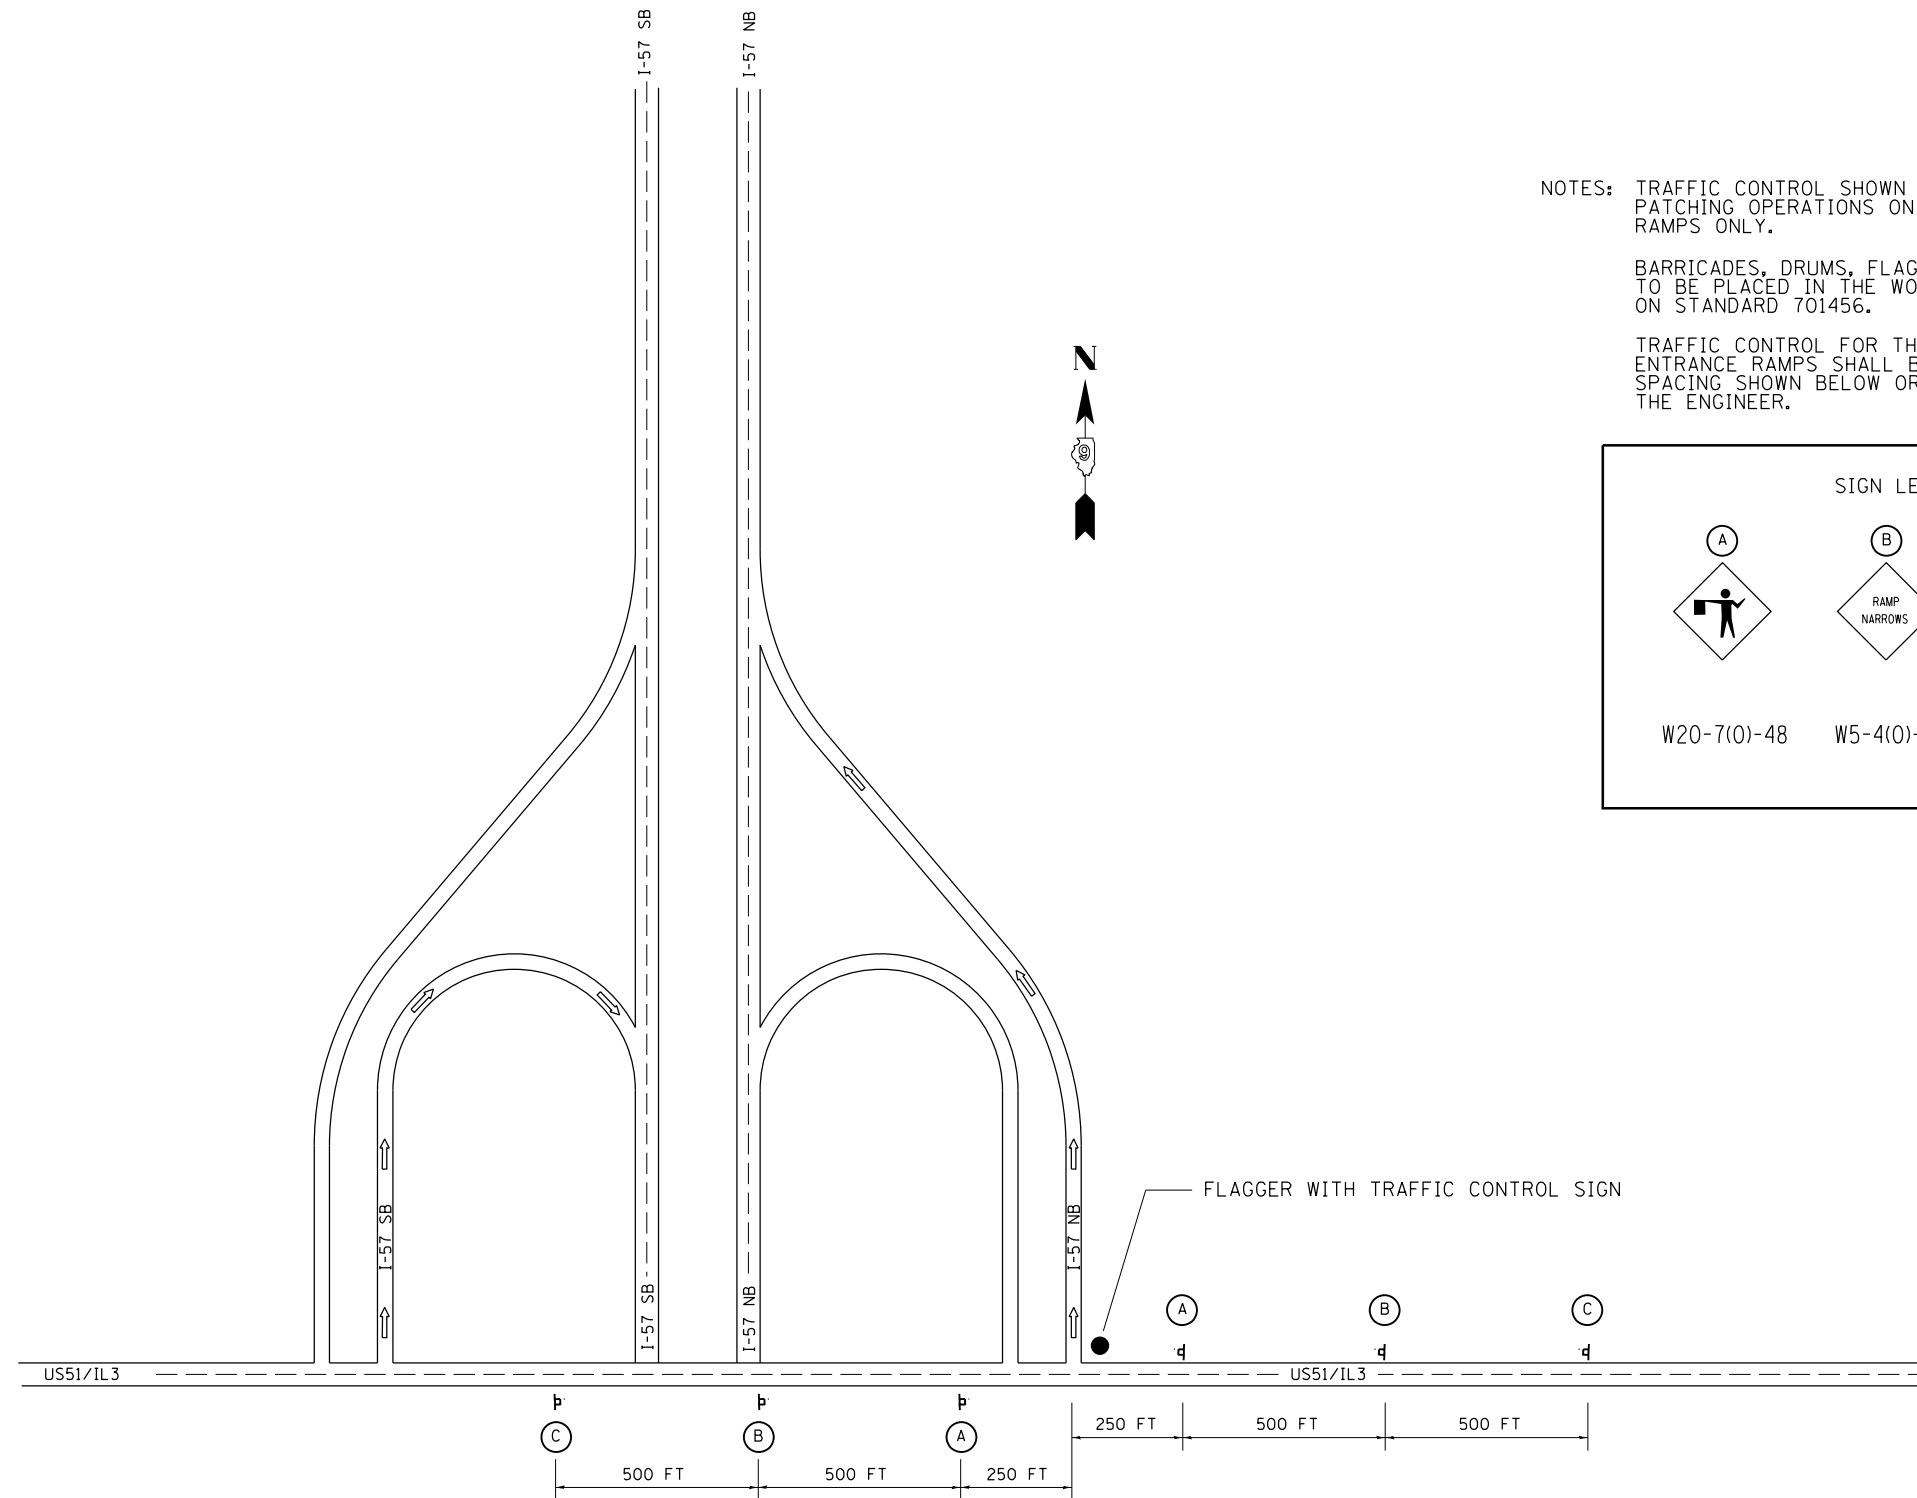 I-57 SB
I-57 NB
NOTES: TRAFFIC CONTROL SHOWN
PATCHING OPERATIONS ON
RAMPS ONLY.
BARRICADES, DRUMS, FLAG
TO BE PLACED IN THE WO
ON STANDARD 701456.
TRAFFIC CONTROL FOR TH
ENTRANCE RAMPS SHALL B
SPACING SHOWN BELOW OR
THE ENGINEER.
N
9
SIGN LE
A
B
RAMP
NARROWS
W20-7(O)-48
W5-4(O)-
FLAGGER WITH TRAFFIC CONTROL SIGN
I-57 SB
I-57 NB
I-57 SB
I-57 NB
A
B
C
US51/IL3
US51/IL3
250 FT
500 FT
500 FT
C
B
A
500 FT
500 FT
250 FT